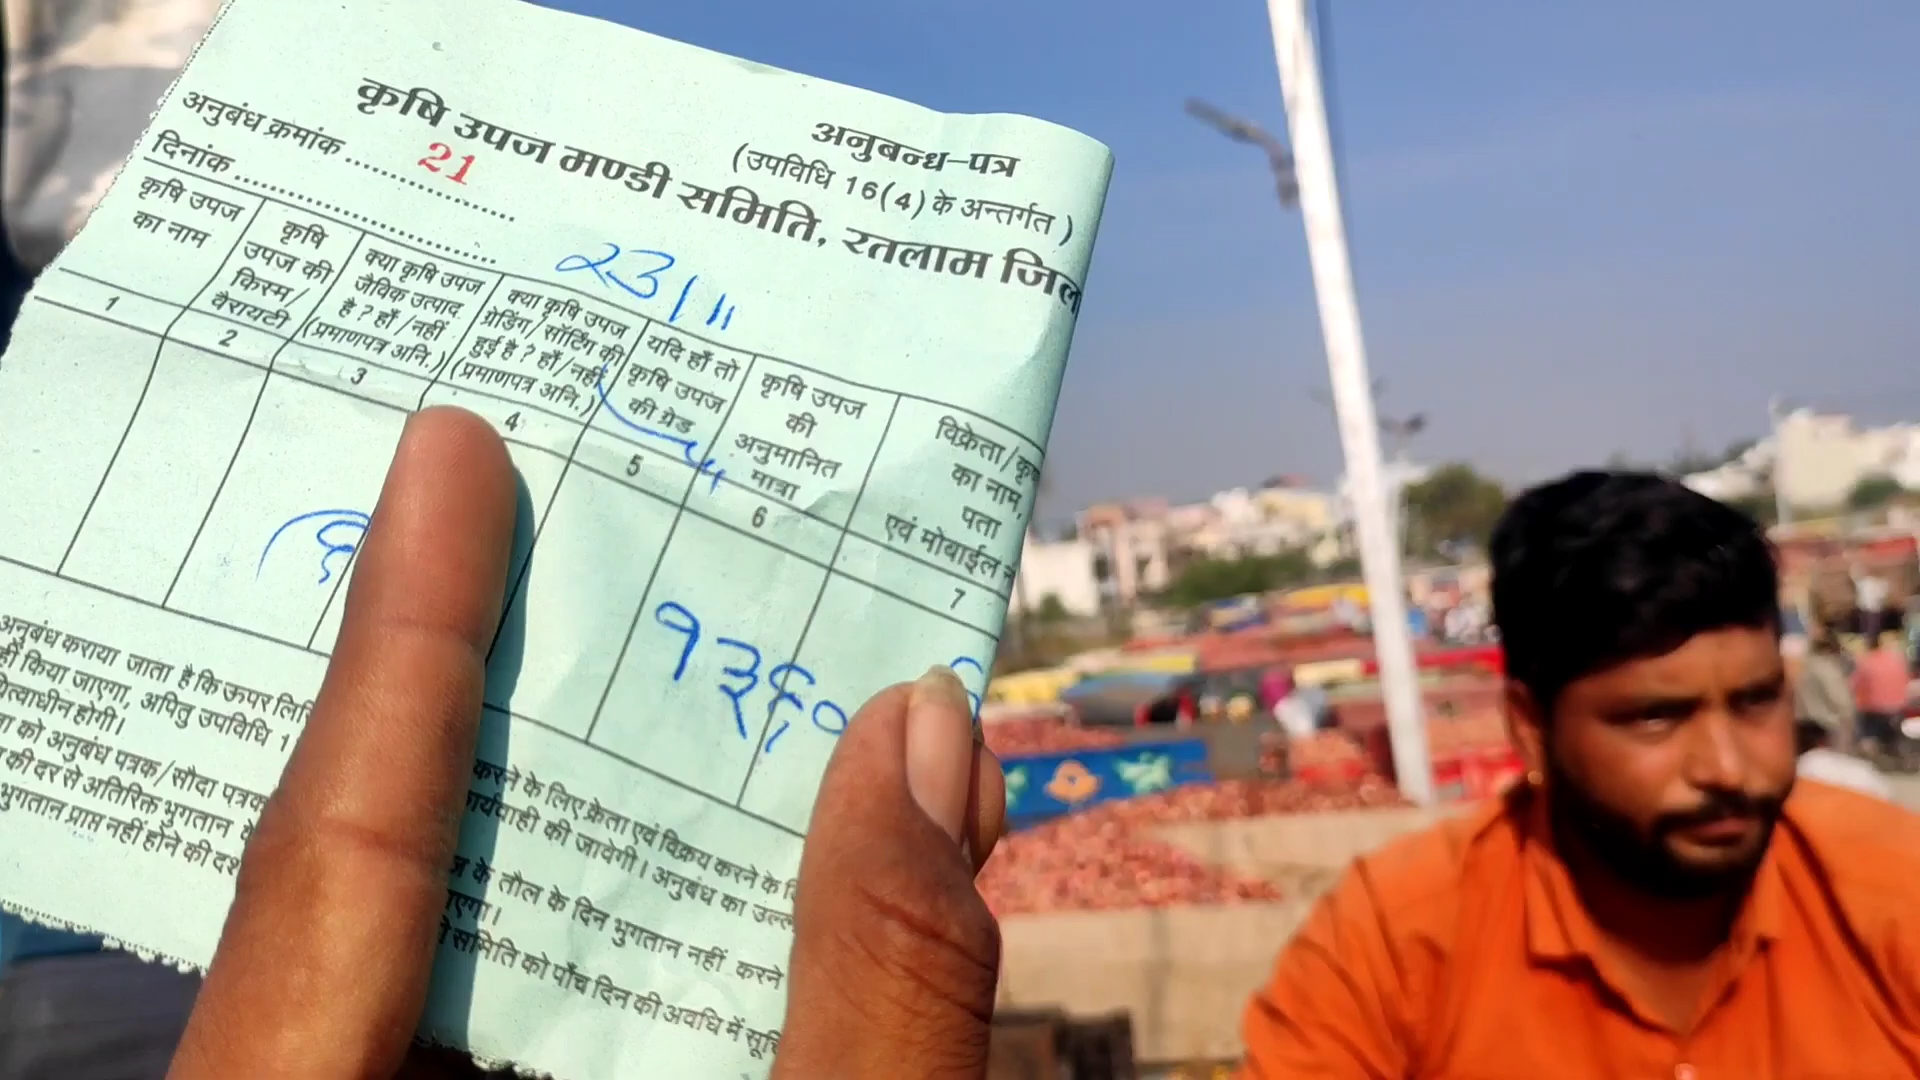 अनुबन्ध-पत्र
(उपविधि 16(4) के अन्तर्गत)
कृषि उपज मण्डी समिति, रतलाम जिल
अनुबंध क्रमांक ..................
21
दिनांक ..............................
23/11
कृषि उपज का नाम
कृषि उपज की किस्म/ वैरायटी
क्या कृषि उपज जैविक उत्पाद है ? हाँ /नहीं (प्रमाणपत्र अनि.)
क्या कृषि उपज ग्रेडिंग/सॉर्टिंग की हुई है ? हाँ/नहीं (प्रमाणपत्र अनि.)
यदि हाँ तो कृषि उपज की ग्रेड
कृषि उपज की अनुमानित मात्रा
विक्रेता/कृ का नाम, पता एवं मोबाईल न
1 2 3 4 5 6 7
१३६०
अनुबंध कराया जाता है कि ऊपर लि
किया जाएगा, अपितु उपविधि 1
होगी।
को अनुबंध पत्रक/सौदा पत्रक
की दर से अतिरिक्त भुगतान
भुगतान प्राप्त नहीं होने की दश
करने के लिए क्रेता एवं विक्रय करने के
की जावेगी। अनुबंध का उल्ल
के तौल के दिन भुगतान नहीं करने
समिति को पाँच दिन की अवधि में सूचि